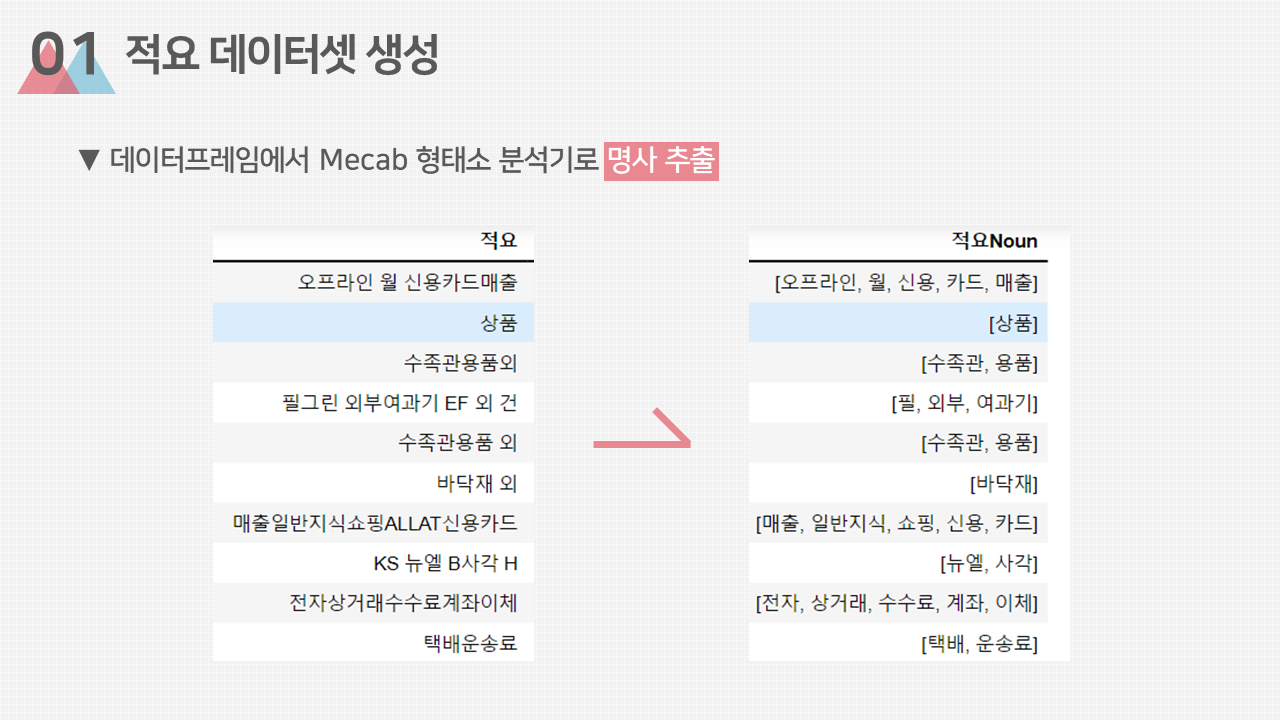 01 적요 데이터셋 생성
▼ 데이터프레임에서 Mecab 형태소 분석기로 명사 추출
적요
오프라인 월 신용카드매출
상품
수족관용품외
필그린 외부여과기 EF 외 건
수족관용품 외
바닥재 외
매출일반지식쇼핑ALLAT신용카드
KS 뉴엘 B사각 H
전자상거래수수료계좌이체
택배운송료
적요Noun
[오프라인, 월, 신용, 카드, 매출]
[상품]
[수족관, 용품]
[필, 외부, 여과기]
[수족관, 용품]
[바닥재]
[매출, 일반지식, 쇼핑, 신용, 카드]
[뉴엘, 사각]
[전자, 상거래, 수수료, 계좌, 이체]
[택배, 운송료]